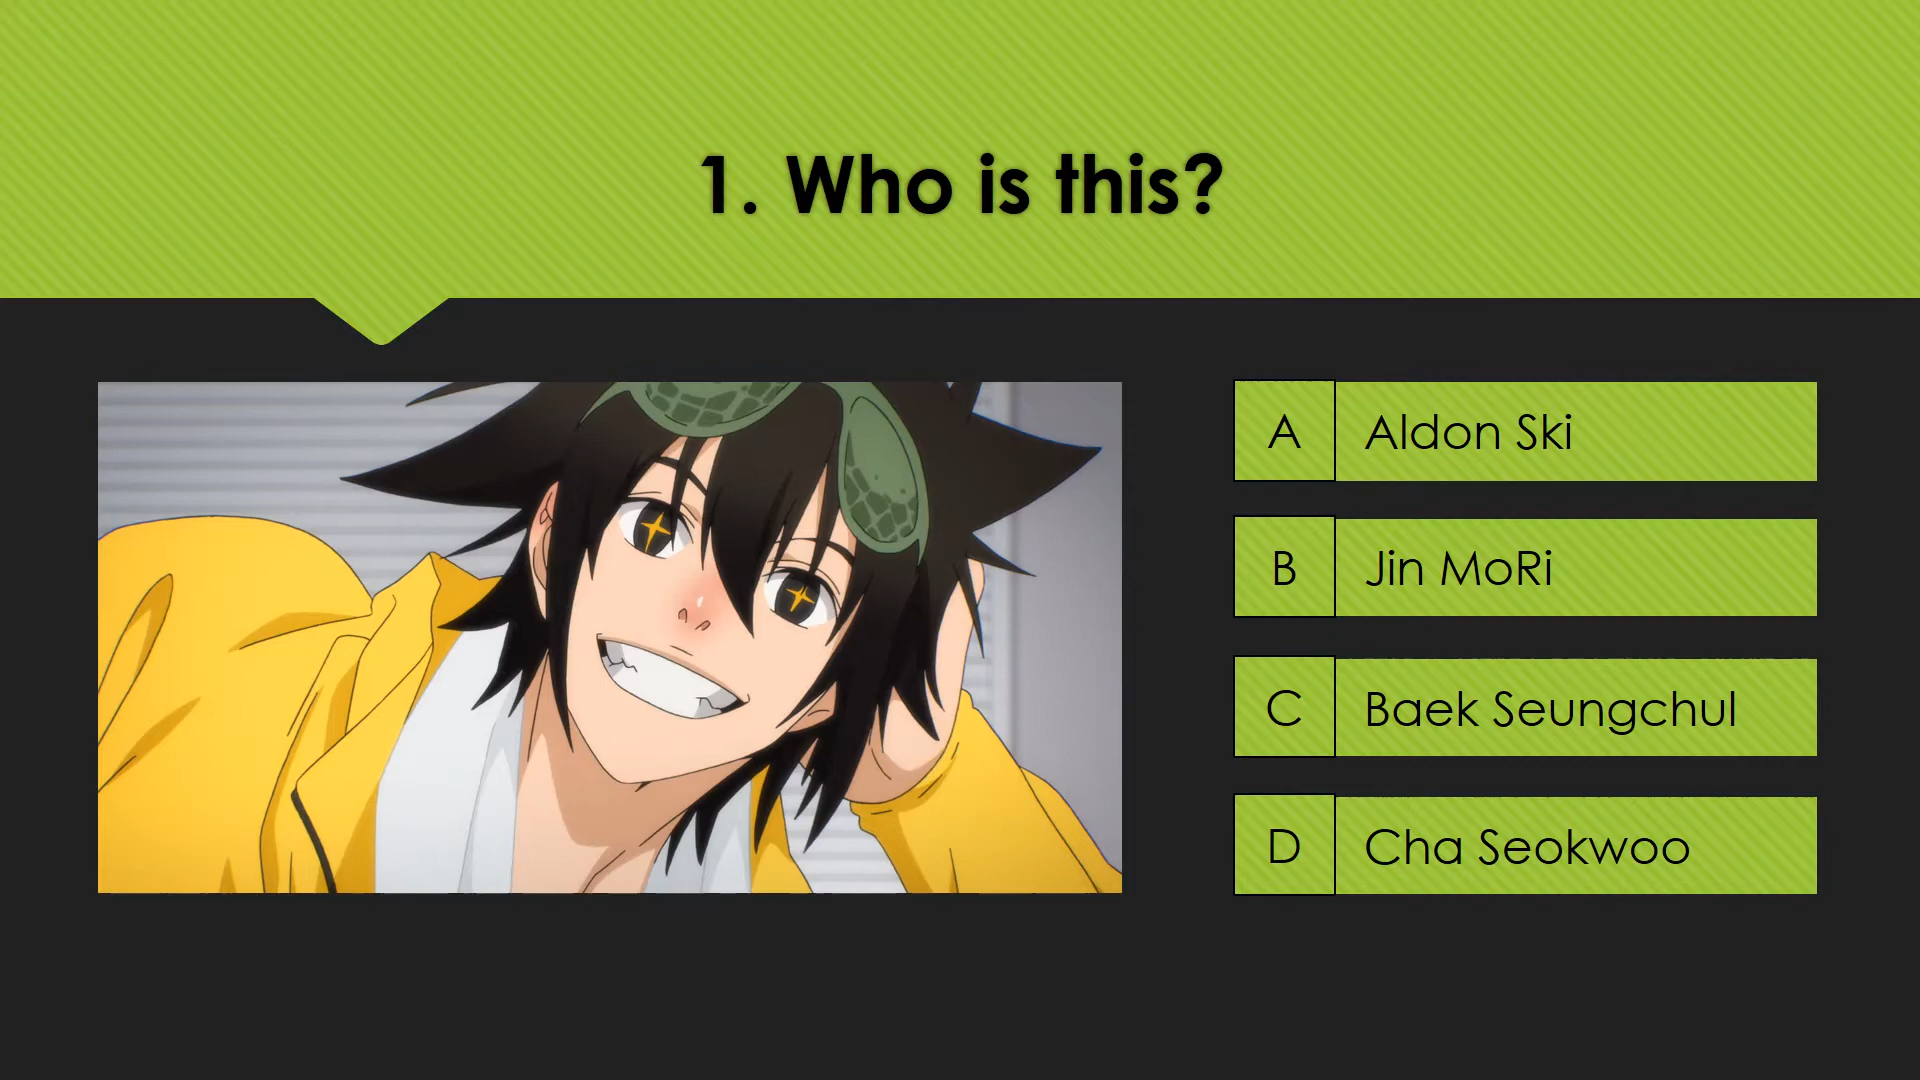 1. Who is this?
A Aldon Ski
B Jin MoRi
C Baek Seungchul
D Cha Seokwoo